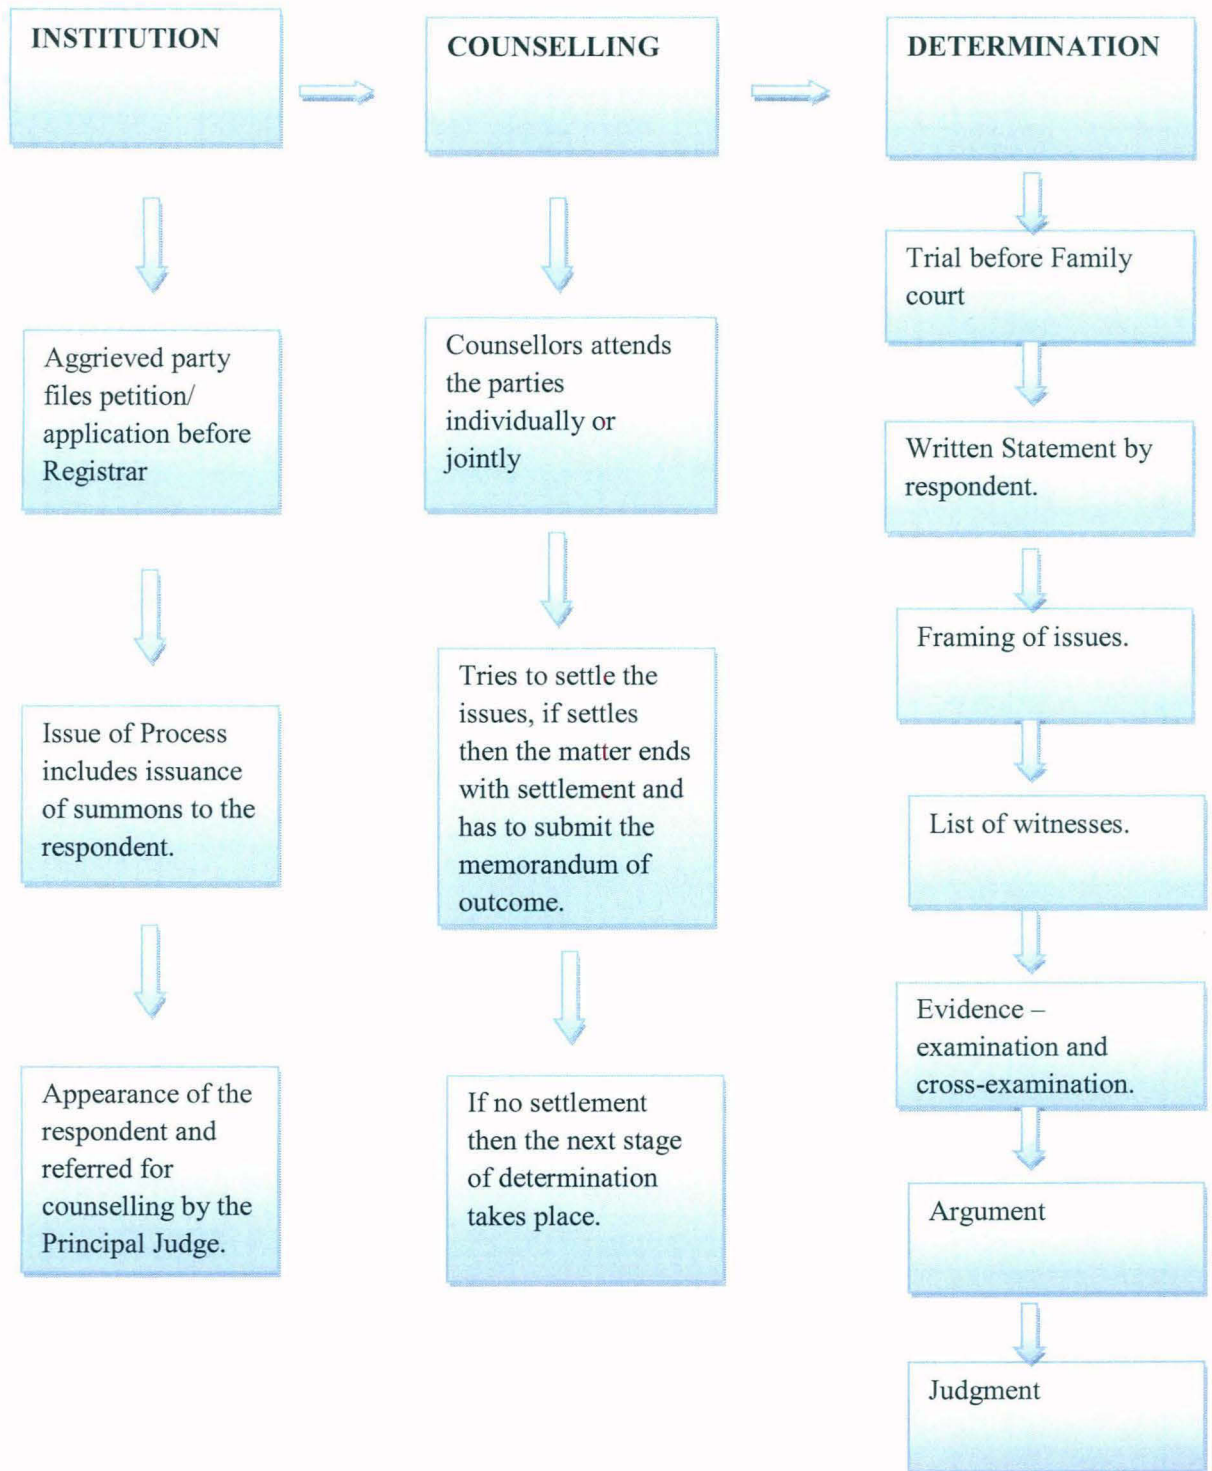 INSTITUTION
COUNSELLING
DETERMINATION
Aggrieved party
files petition/
application before
Registrar
Issue of Process
includes issuance
of summons to the
respondent.
Appearance of the
respondent and
referred for
counselling by the
Principal Judge.
Counsellors attends
the parties
individually or
jointly
Tries to settle the
issues, if settles
then the matter ends
with settlement and
has to submit the
memorandum of
outcome.
If no settlement
then the next stage
of determination
takes place.
Trial before Family
court
Written Statement by
respondent.
Framing of issues.
List of witnesses.
Evidence –
examination and
cross-examination.
Argument
Judgment